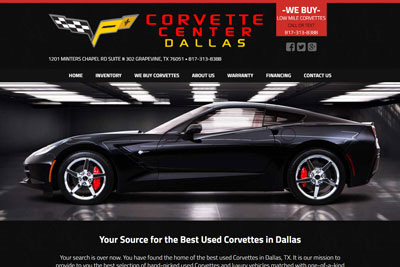 CORVETTE
CENTER
DALLAS
-WE BUY-
LOW MILE CORVETTES
CALL OR TEXT
817-313-8388
1201 MINTERS CHAPEL RD SUITE # 302 GRAPEVINE, TX 76051 • 817-313-8388
HOME INVENTORY WE BUY CORVETTES ABOUT US WARRANTY FINANCING CONTACT US
Your Source for the Best Used Corvettes in Dallas
Your search is over now. You have found the home of the best used Corvettes in Dallas, TX. It is our mission to
provide to you the best selection of hand-picked used Corvettes and luxury vehicles matched with one-of-a-kind